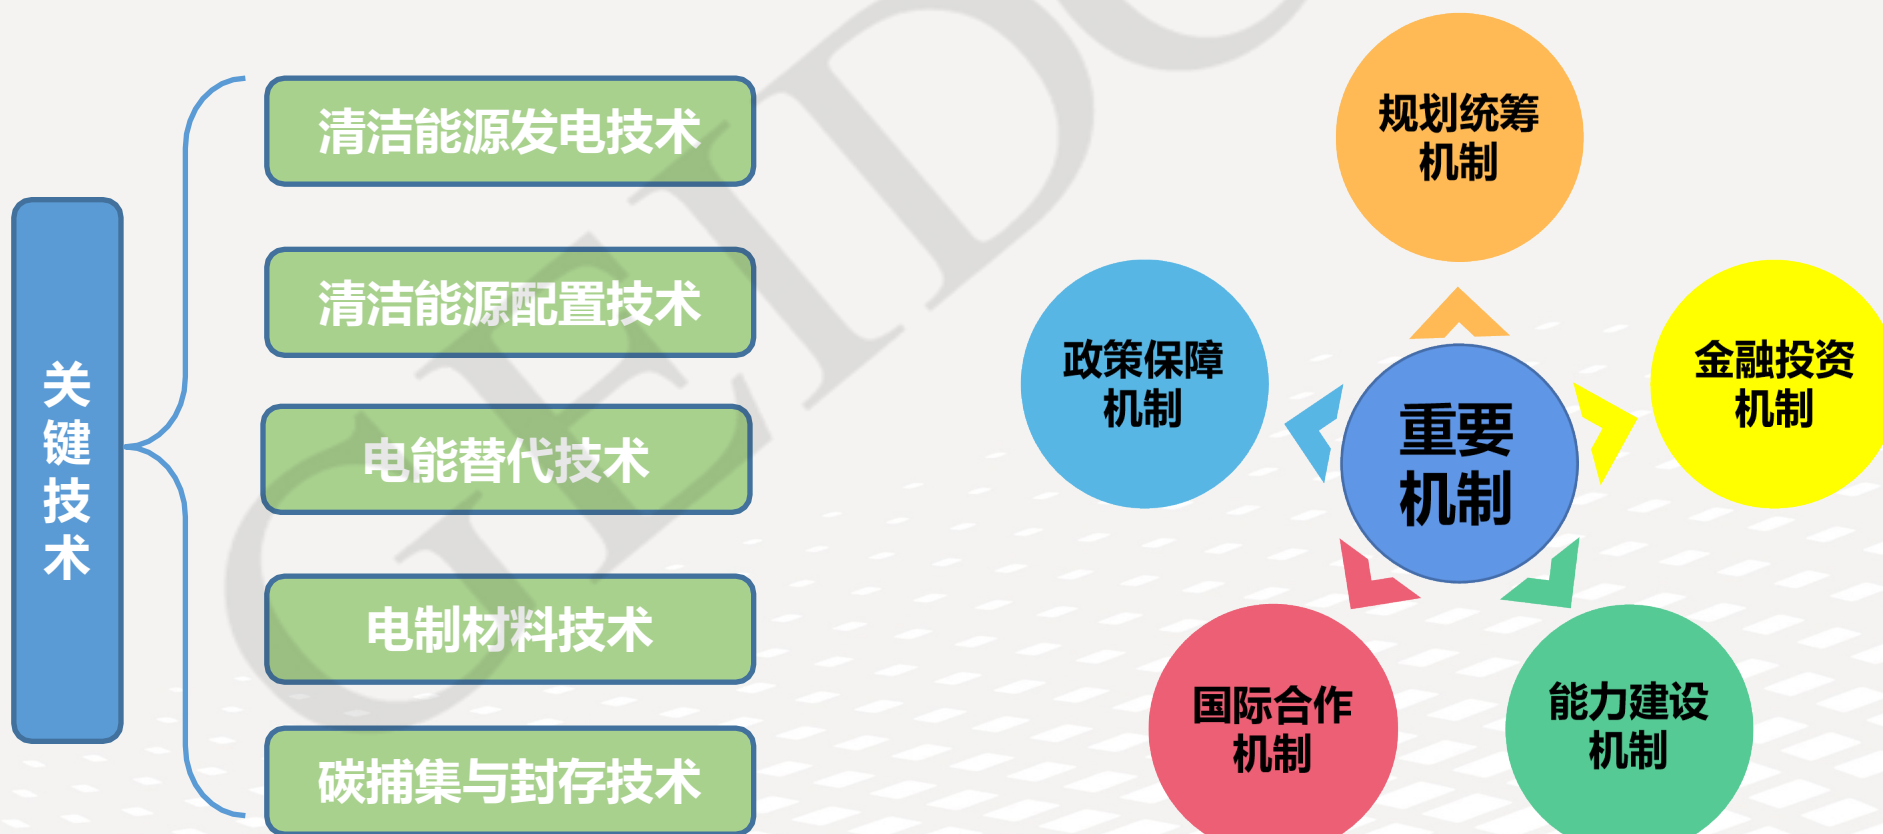 关键技术
清洁能源发电技术
清洁能源配置技术
电能替代技术
电制材料技术
碳捕集与封存技术
规划统筹
机制
政策保障
机制
金融投资
机制
重要
机制
国际合作
机制
能力建设
机制
GEIDC